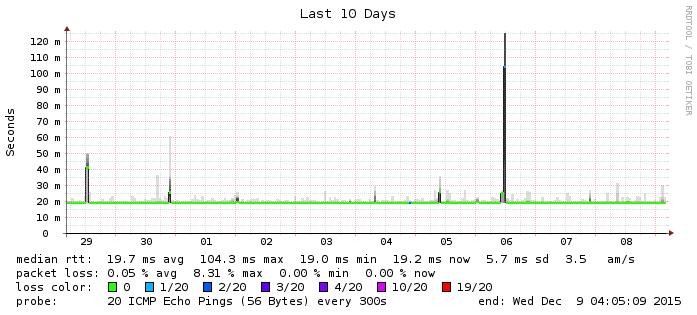 Last 10 Days
RRDTOOL / TOBI OETIKER
Seconds
120 m
110 m
100 m
90 m
80 m
70 m
60 m
50 m
40 m
30 m
20 m
10 m
0
29 30 01 02 03 04 05 06 07 08
median rtt: 19.7 ms avg 104.3 ms max 19.0 ms min 19.2 ms now 5.7 ms sd 3.5 am/s
packet loss: 0.05 % avg 8.31 % max 0.00 % min 0.00 % now
loss color: 0 1/20 2/20 3/20 4/20 10/20 19/20
probe: 20 ICMP Echo Pings (56 Bytes) every 300s end: Wed Dec 9 04:05:09 2015